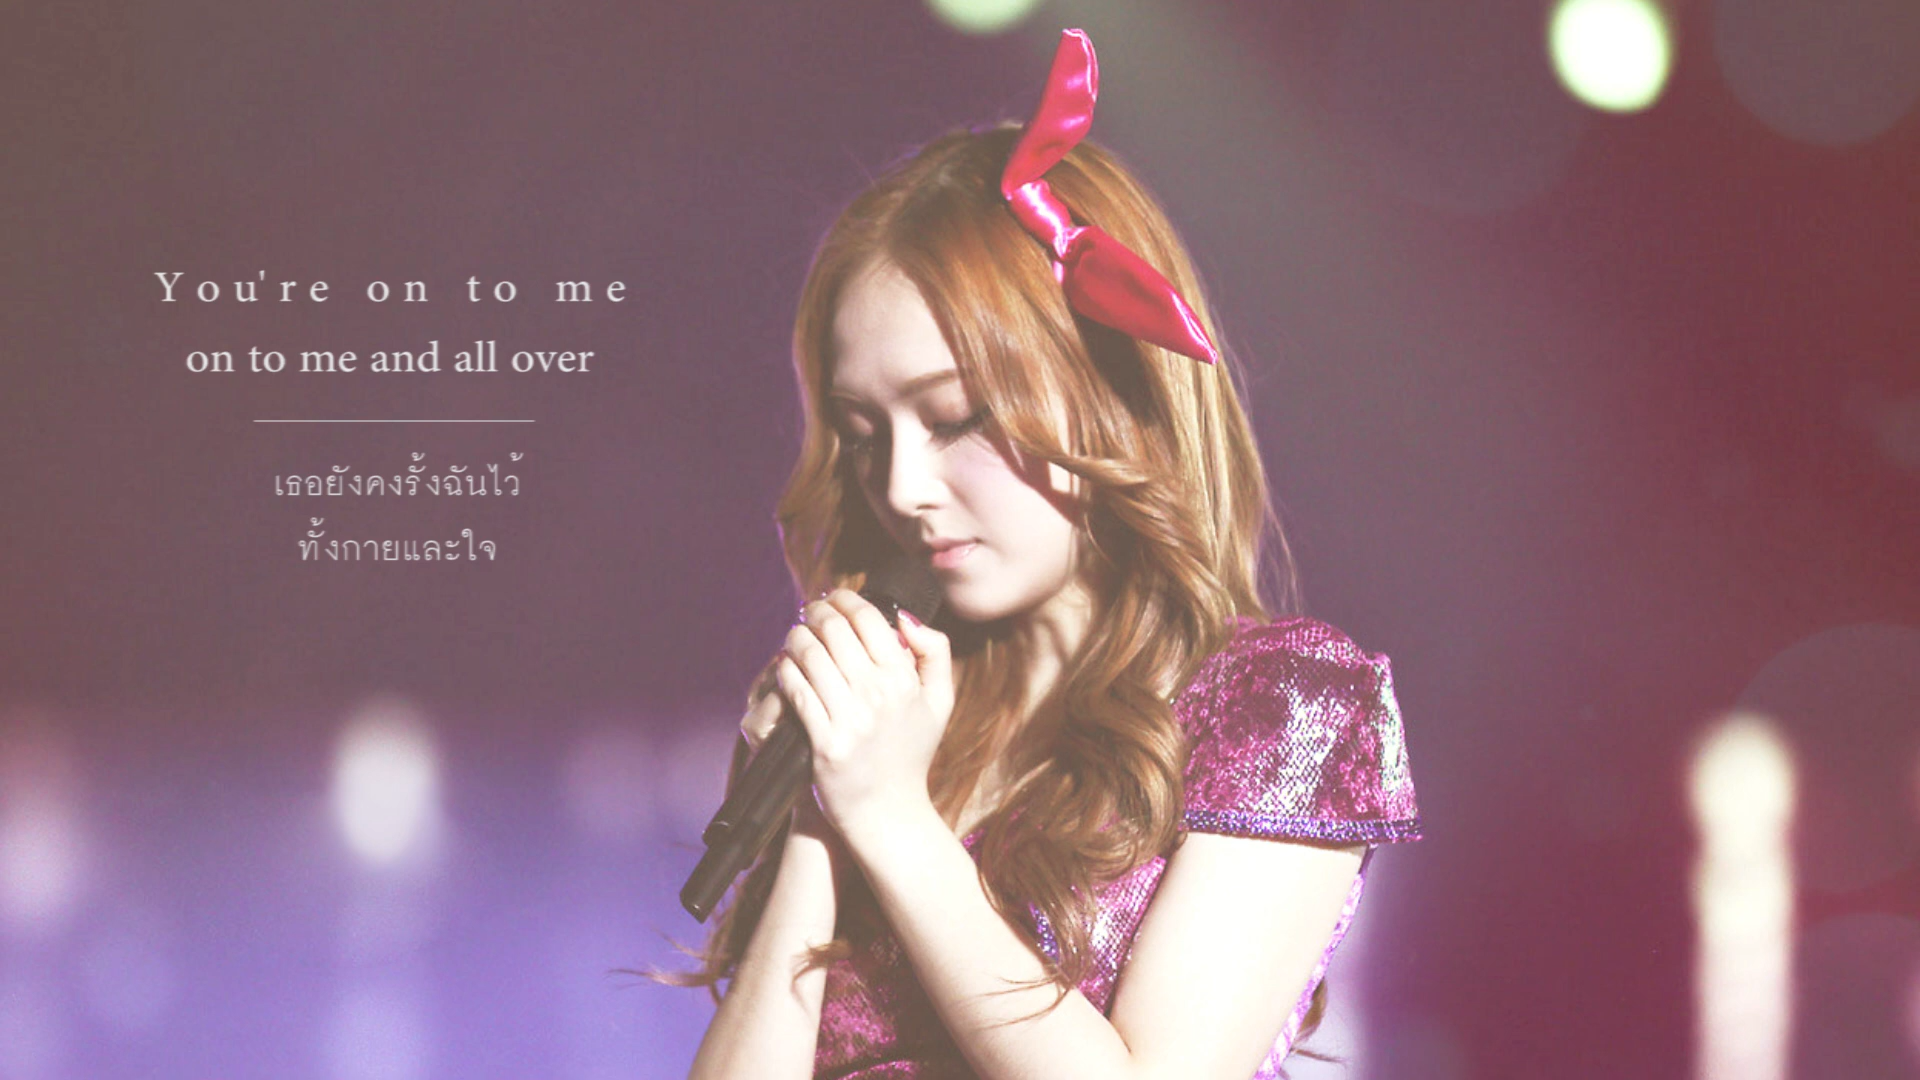 You're on to me
on to me and all over
เธอยังคงรั้งฉันไว้
ทั้งกายและใจ